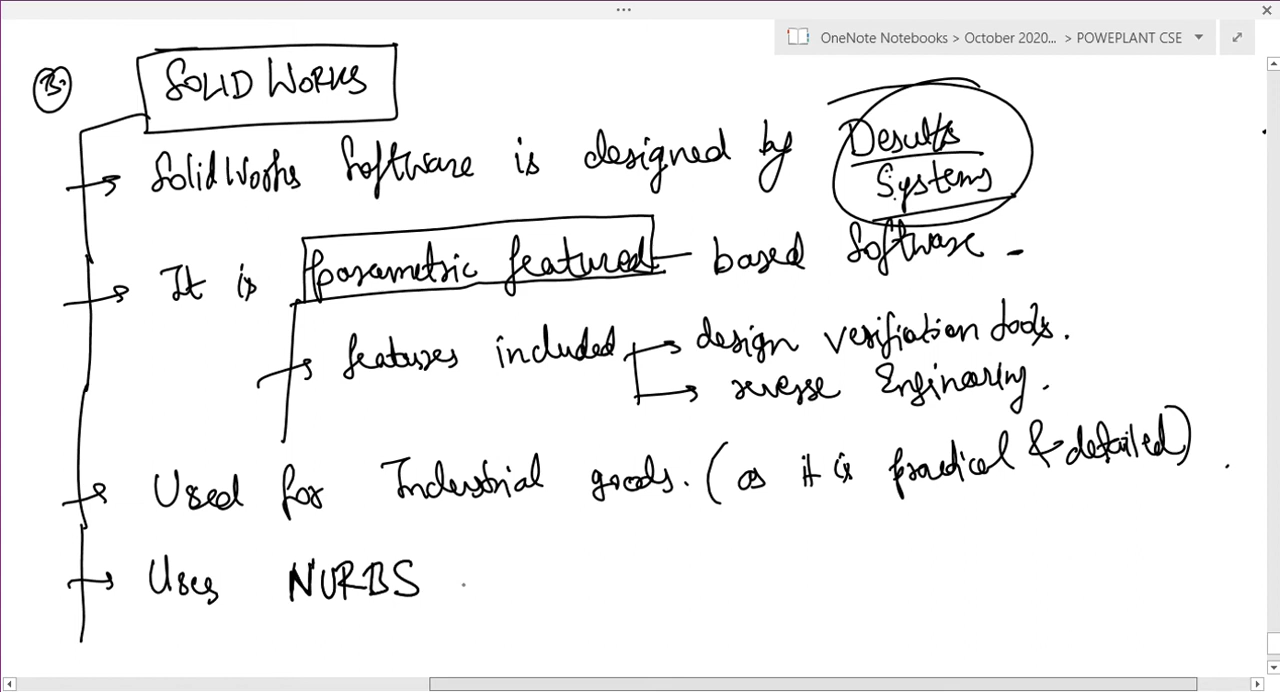 OneNote Notebooks > October 2020... > POWEPLANT CSE
3.
SOLID WORKS
SolidWorks Software is designed by Desults Systems
It is parametric featured - based Software -
features included → design verifiation tools.
→ reverse Engineering.
Used for Industrial goods. (as it is practical & detailed).
Uses NURBS